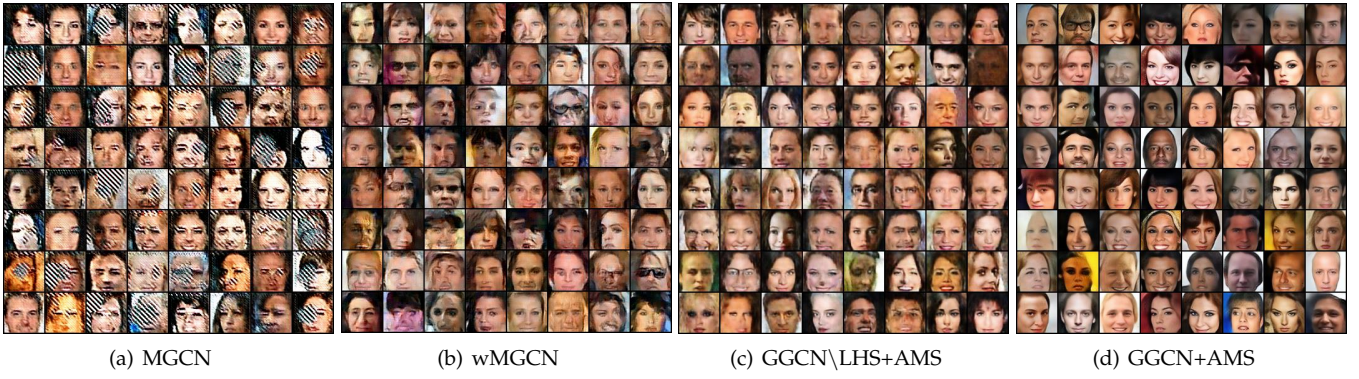 (a) MGCN
(b) wMGCN
(c) GGCN\LHS+AMS
(d) GGCN+AMS